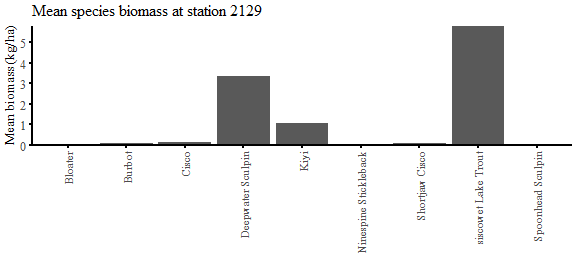 Mean species biomass at station 2129
Mean biomass (kg/ha)
5
4
3
2
1
0
Bloater
Burbot
Cisco
Deepwater Sculpin
Kiyi
Ninespine Stickleback
Shortjaw Cisco
siscowet Lake Trout
Spoonhead Sculpin